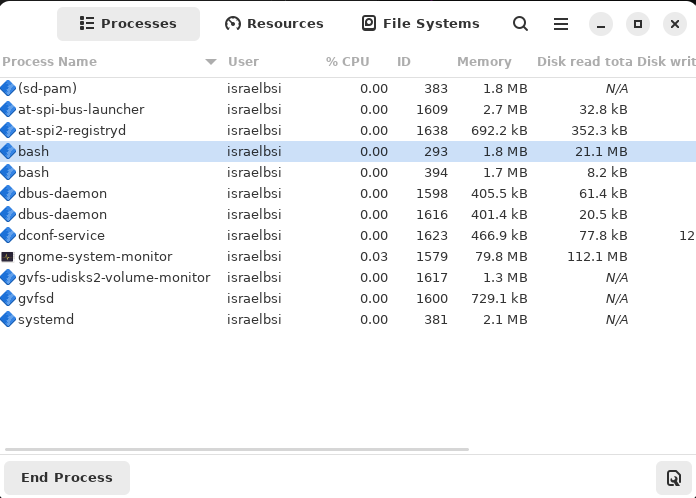 Processes Resources File Systems
Process Name User % CPU ID Memory Disk read tota Disk writ
(sd-pam) israelbsi 0.00 383 1.8 MB N/A
at-spi-bus-launcher israelbsi 0.00 1609 2.7 MB 32.8 kB
at-spi2-registryd israelbsi 0.00 1638 692.2 kB 352.3 kB
bash israelbsi 0.00 293 1.8 MB 21.1 MB
bash israelbsi 0.00 394 1.7 MB 8.2 kB
dbus-daemon israelbsi 0.00 1598 405.5 kB 61.4 kB
dbus-daemon israelbsi 0.00 1616 401.4 kB 20.5 kB
dconf-service israelbsi 0.00 1623 466.9 kB 77.8 kB 12
gnome-system-monitor israelbsi 0.03 1579 79.8 MB 112.1 MB
gvfs-udisks2-volume-monitor israelbsi 0.00 1617 1.3 MB N/A
gvfsd israelbsi 0.00 1600 729.1 kB N/A
systemd israelbsi 0.00 381 2.1 MB N/A
End Process